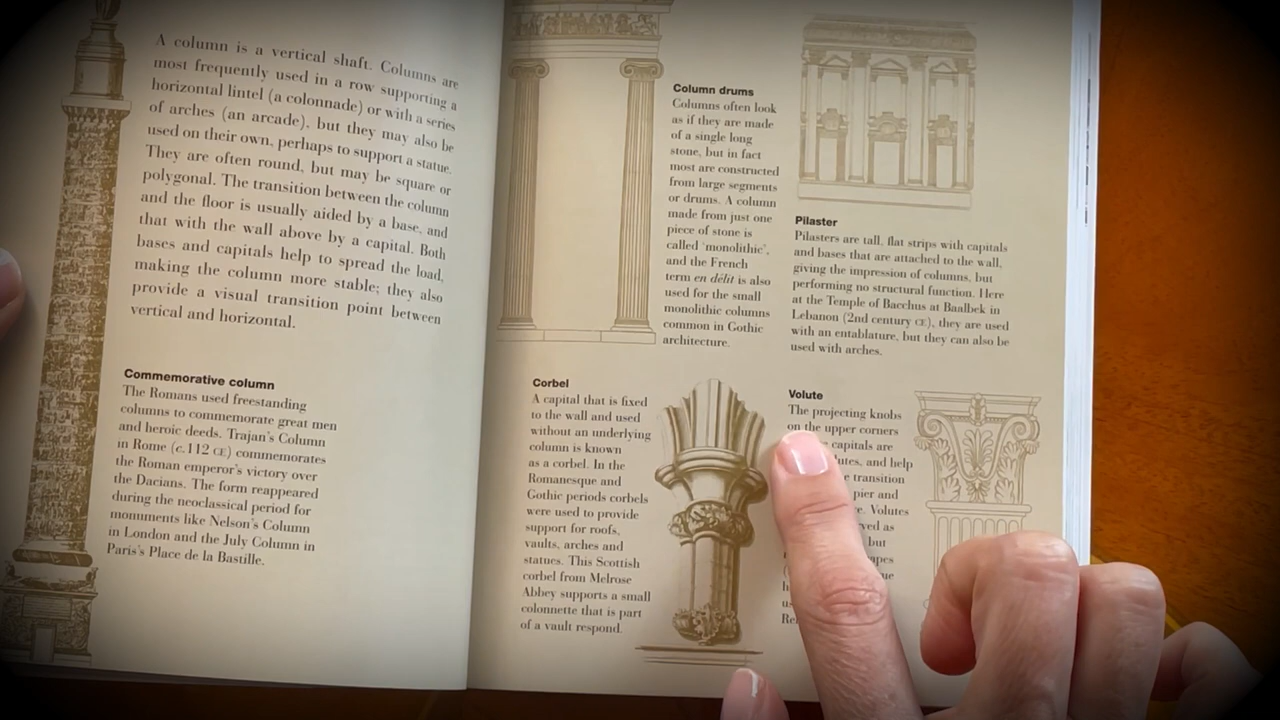 A column is a vertical shaft. Columns are
most frequently used in a row supporting a
horizontal lintel (a colonnade) or with a series
of arches (an arcade), but they may also be
used on their own, perhaps to support a statue.
They are often round, but may be square or
polygonal. The transition between the column
and the floor is usually aided by a base, and
that with the wall above by a capital. Both
bases and capitals help to spread the load,
making the column more stable; they also
provide a visual transition point between
vertical and horizontal.
Commemorative column
The Romans used freestanding
columns to commemorate great men
and heroic deeds. Trajan's Column
in Rome (c.112 CE) commemorates
the Roman emperor's victory over
the Dacians. The form reappeared
during the neoclassical period for
monuments like Nelson's Column
in London and the July Column in
Paris's Place de la Bastille.
Column drums
Columns often look
as if they are made
of a single long
stone, but in fact
most are constructed
from large segments
or drums. A column
made from just one
piece of stone is
called 'monolithic',
and the French
term en délit is also
used for the small
monolithic columns
common in Gothic
architecture.
Pilaster
Pilasters are tall, flat strips with capitals
and bases that are attached to the wall,
giving the impression of columns, but
performing no structural function. Here
at the Temple of Bacchus at Baalbek in
Lebanon (2nd century CE), they are used
with an entablature, but they can also be
used with arches.
Corbel
A capital that is fixed
to the wall and used
without an underlying
column is known
as a corbel. In the
Romanesque and
Gothic periods corbels
were used to provide
support for roofs,
vaults, arches and
statues. This Scottish
corbel from Melrose
Abbey supports a small
colonnette that is part
of a vault respond.
Volute
The projecting knobs
on the upper corners
capitals are
and help
transition
pier and
Volutes
as
but